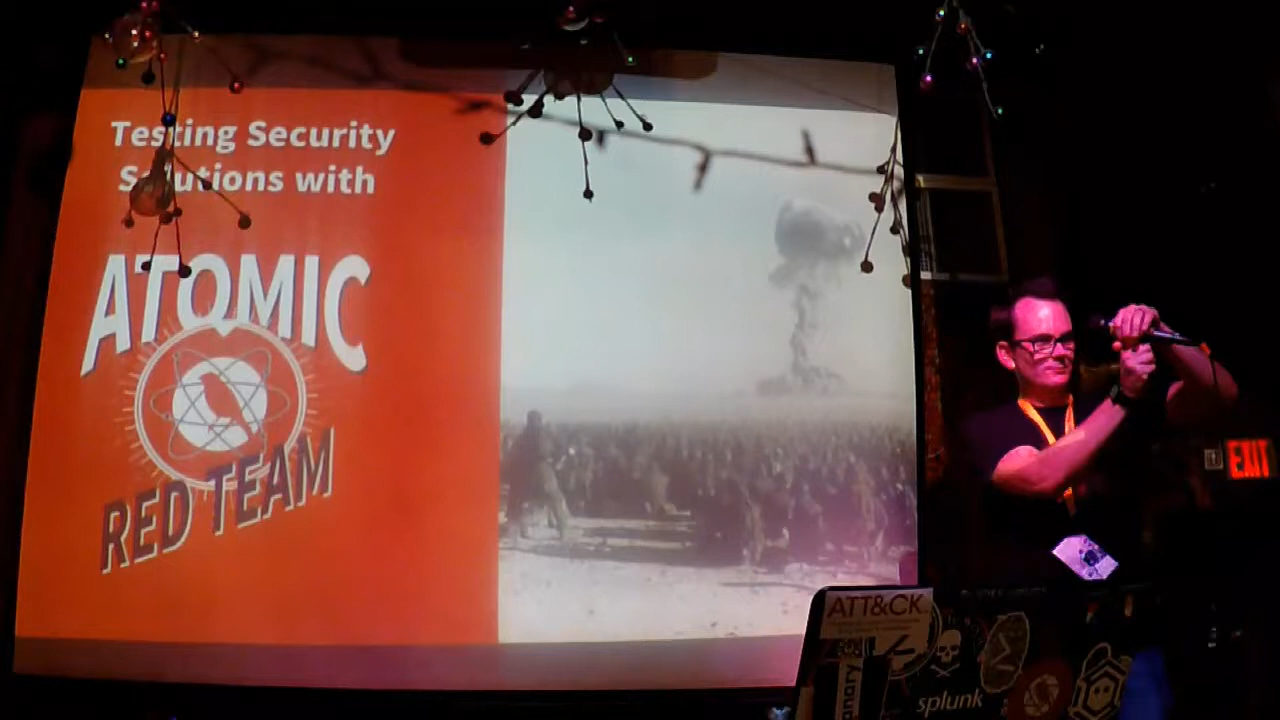 Testing Security
Solutions with
ATOMIC
RED TEAM
EXIT
ATT&CK
splunk